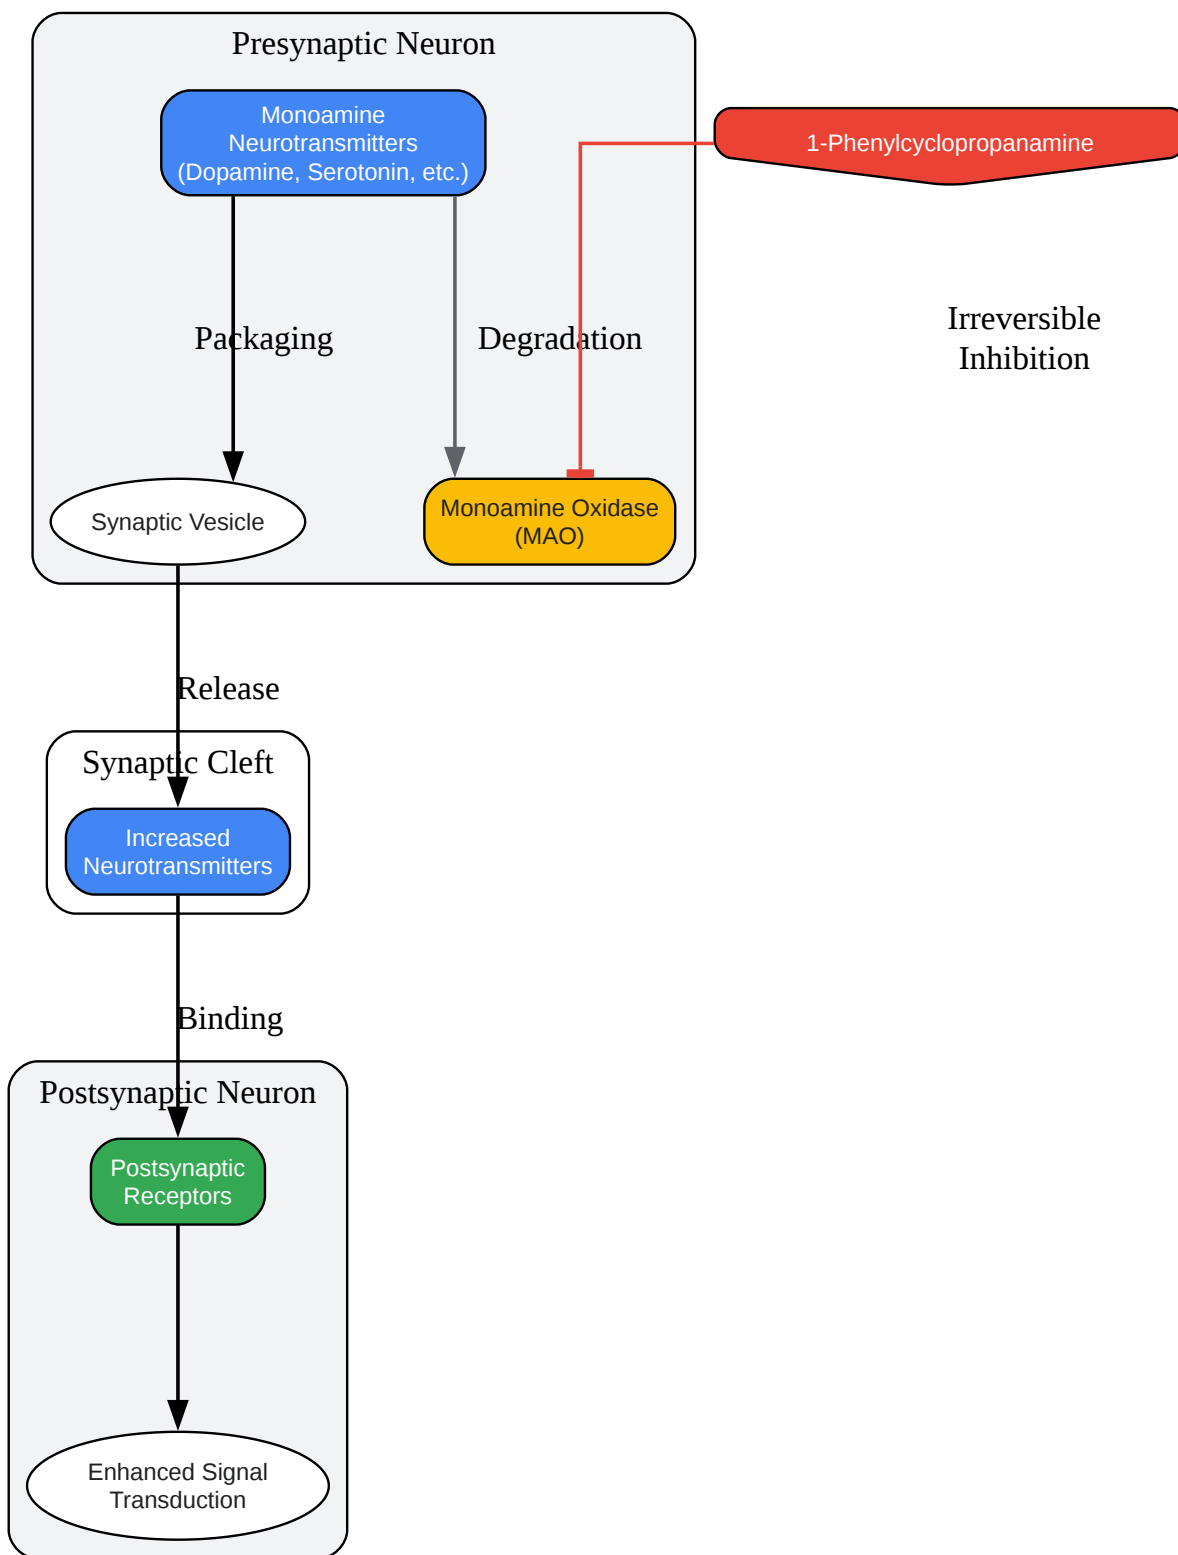 Presynaptic Neuron
Monoamine
Neurotransmitters
(Dopamine, Serotonin, etc.)
1-Phenylcyclopropanamine
Packaging
Degradation
Irreversible
Inhibition
Synaptic Vesicle
Monoamine Oxidase
(MAO)
Release
Synaptic Cleft
Increased
Neurotransmitters
Binding
Postsynaptic Neuron
Postsynaptic
Receptors
Enhanced Signal
Transduction